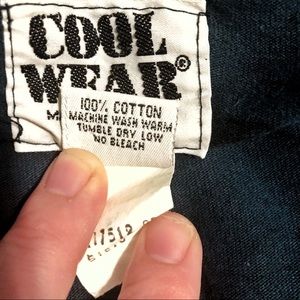 COOL
WEAR®
100% COTTON
MACHINE WASH WARM
TUMBLE DRY LOW
NO BLEACH